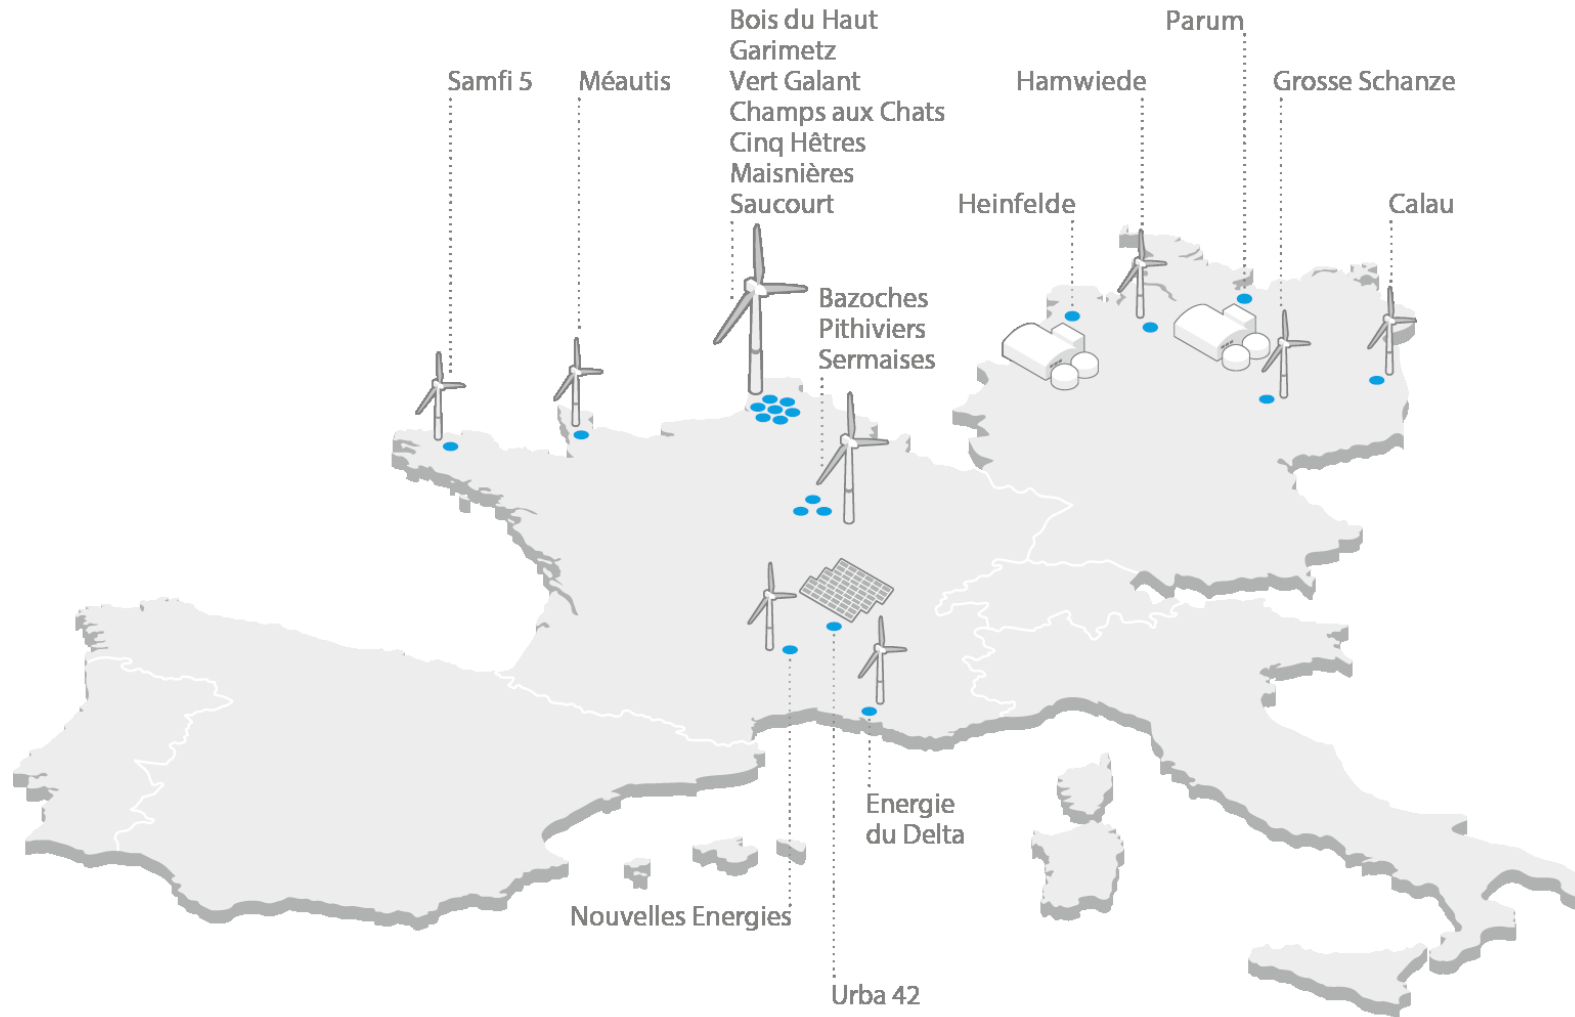 Bois du Haut
Garimetz
Vert Galant
Champs aux Chats
Cinq Hêtres
Maisnières
Saucourt
Parum
Samfi 5
Méautis
Hamwiede
Grosse Schanze
Heinfelde
Calau
Bazoches
Pithiviers
Sermaises
Energie
du Delta
Nouvelles Energies
Urba 42